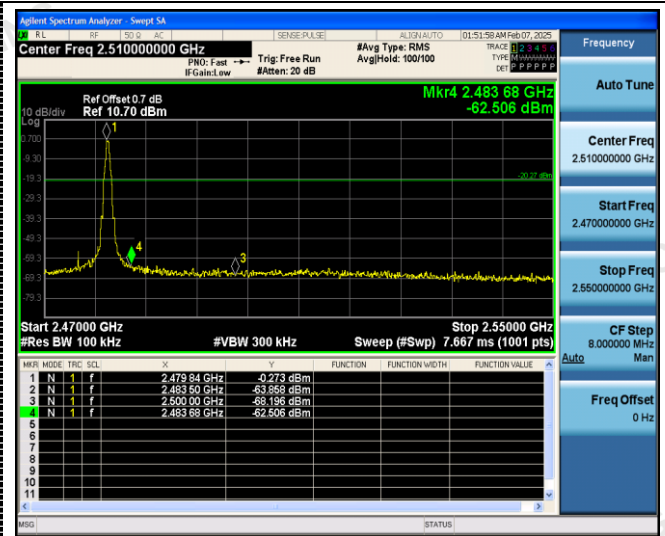 Agilent Spectrum Analyzer - Swept SA
RL RF 50 Ω AC SENSE:PULSE ALIGN AUTO 01:51:58 AM Feb 07, 2025
Center Freq 2.510000000 GHz
PNO: Fast
IFGain:Low
Trig: Free Run
#Atten: 20 dB
#Avg Type: RMS
Avg|Hold: 100/100
TRACE 1 2 3 4 5 6
TYPE M
DET P P P P P P
Ref Offset 0.7 dB
Ref 10.70 dBm
10 dB/div
Log
Mkr4 2.483 68 GHz
-62.506 dBm
0.700
-9.30
-19.3
-29.3
-39.3
-49.3
-59.3
-69.3
-79.3
1
4
3
-20.27 dBm
Start 2.47000 GHz
#Res BW 100 kHz
#VBW 300 kHz
Stop 2.55000 GHz
Sweep (#Swp) 7.667 ms (1001 pts)
MKR MODE TRC SCL X Y FUNCTION FUNCTION WIDTH FUNCTION VALUE
1 N 1 f 2.479 84 GHz -0.273 dBm
2 N 1 f 2.483 50 GHz -63.858 dBm
3 N 1 f 2.500 00 GHz -68.196 dBm
4 N 1 f 2.483 68 GHz -62.506 dBm
5
6
7
8
9
10
11
MSG STATUS
Frequency
Auto Tune
Center Freq
2.510000000 GHz
Start Freq
2.470000000 GHz
Stop Freq
2.550000000 GHz
CF Step
8.000000 MHz
Auto Man
Freq Offset
0 Hz